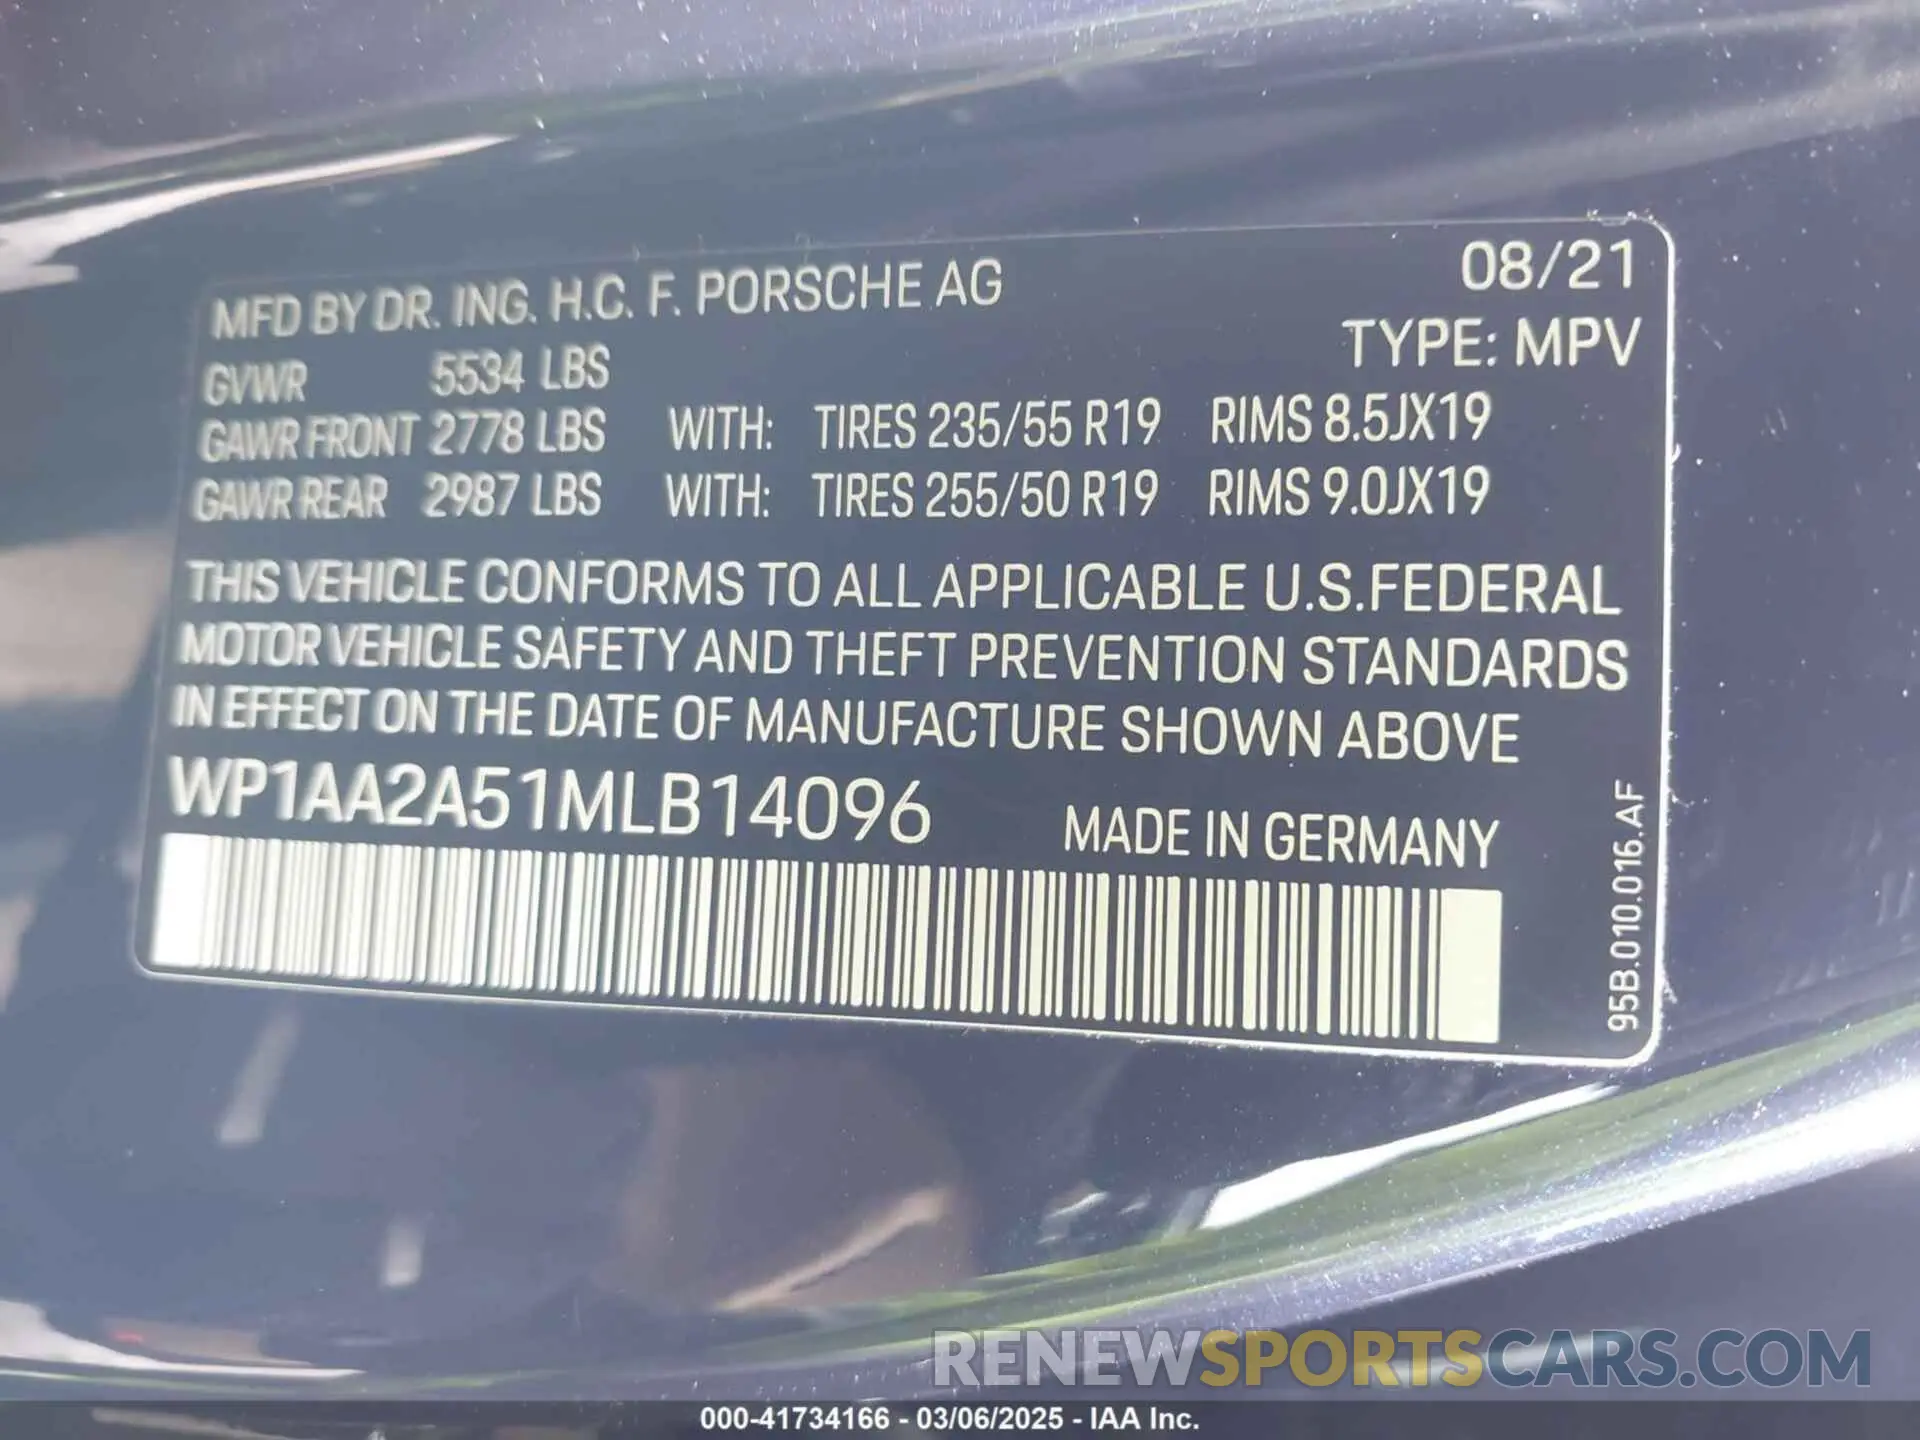 08/21
MFD BY DR. ING. H.C. F. PORSCHE AG
TYPE: MPV
GVWR 5534 LBS
GAWR FRONT 2778 LBS WITH: TIRES 235/55 R19 RIMS 8.5JX19
GAWR REAR 2987 LBS WITH: TIRES 255/50 R19 RIMS 9.0JX19
THIS VEHICLE CONFORMS TO ALL APPLICABLE U.S.FEDERAL
MOTOR VEHICLE SAFETY AND THEFT PREVENTION STANDARDS
IN EFFECT ON THE DATE OF MANUFACTURE SHOWN ABOVE
WP1AA2A51MLB14096
MADE IN GERMANY
95B.010.016.AF
RENEWSPORTSCARS.COM
000-41734166 - 03/06/2025 - IAA Inc.